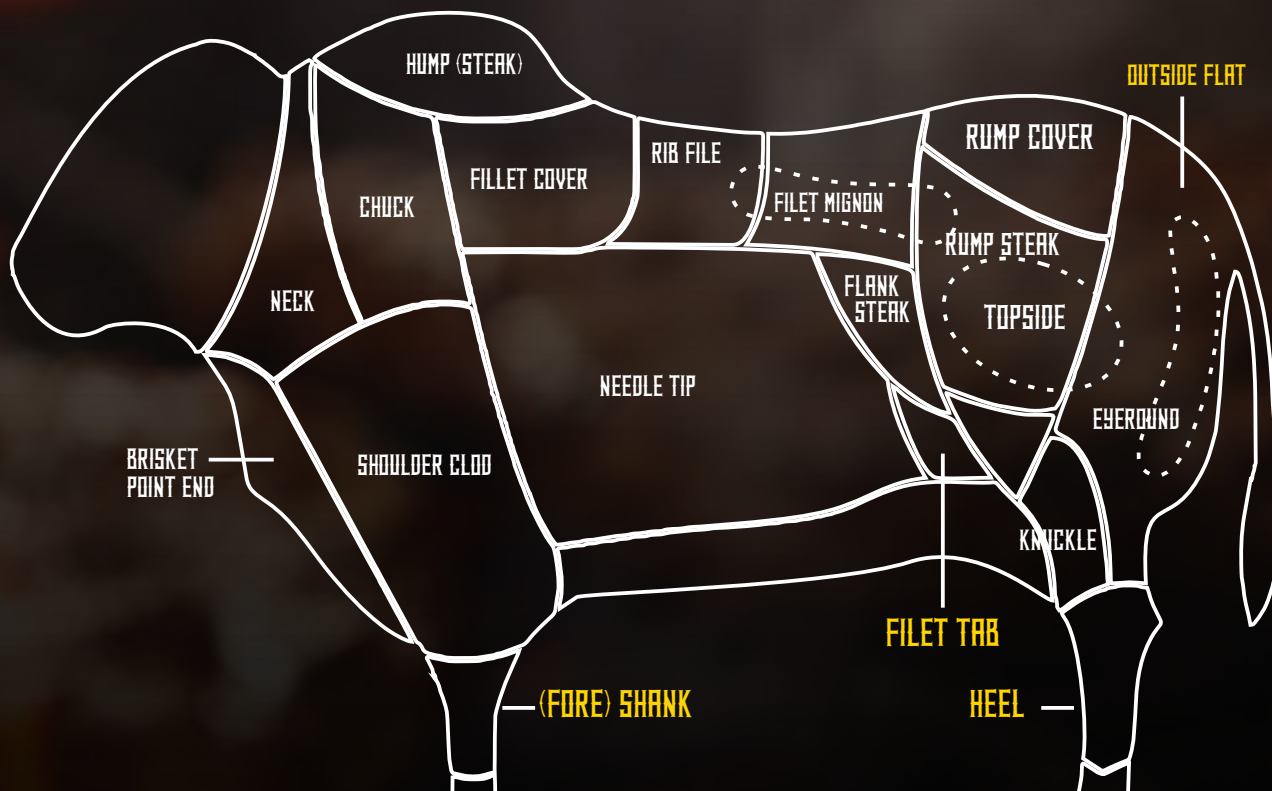 HUMP (STEAK)
OUTSIDE FLAT
RUMP COVER
RIB FILE
FILLET COVER
CHUCK
FILET MIGNON
RUMP STEAK
NECK
FLANK
STEAK
TOPSIDE
NEEDLE TIP
EYEROUND
BRISKET
POINT END
SHOULDER CLOD
KNUCKLE
FILET TAB
(FORE) SHANK
HEEL